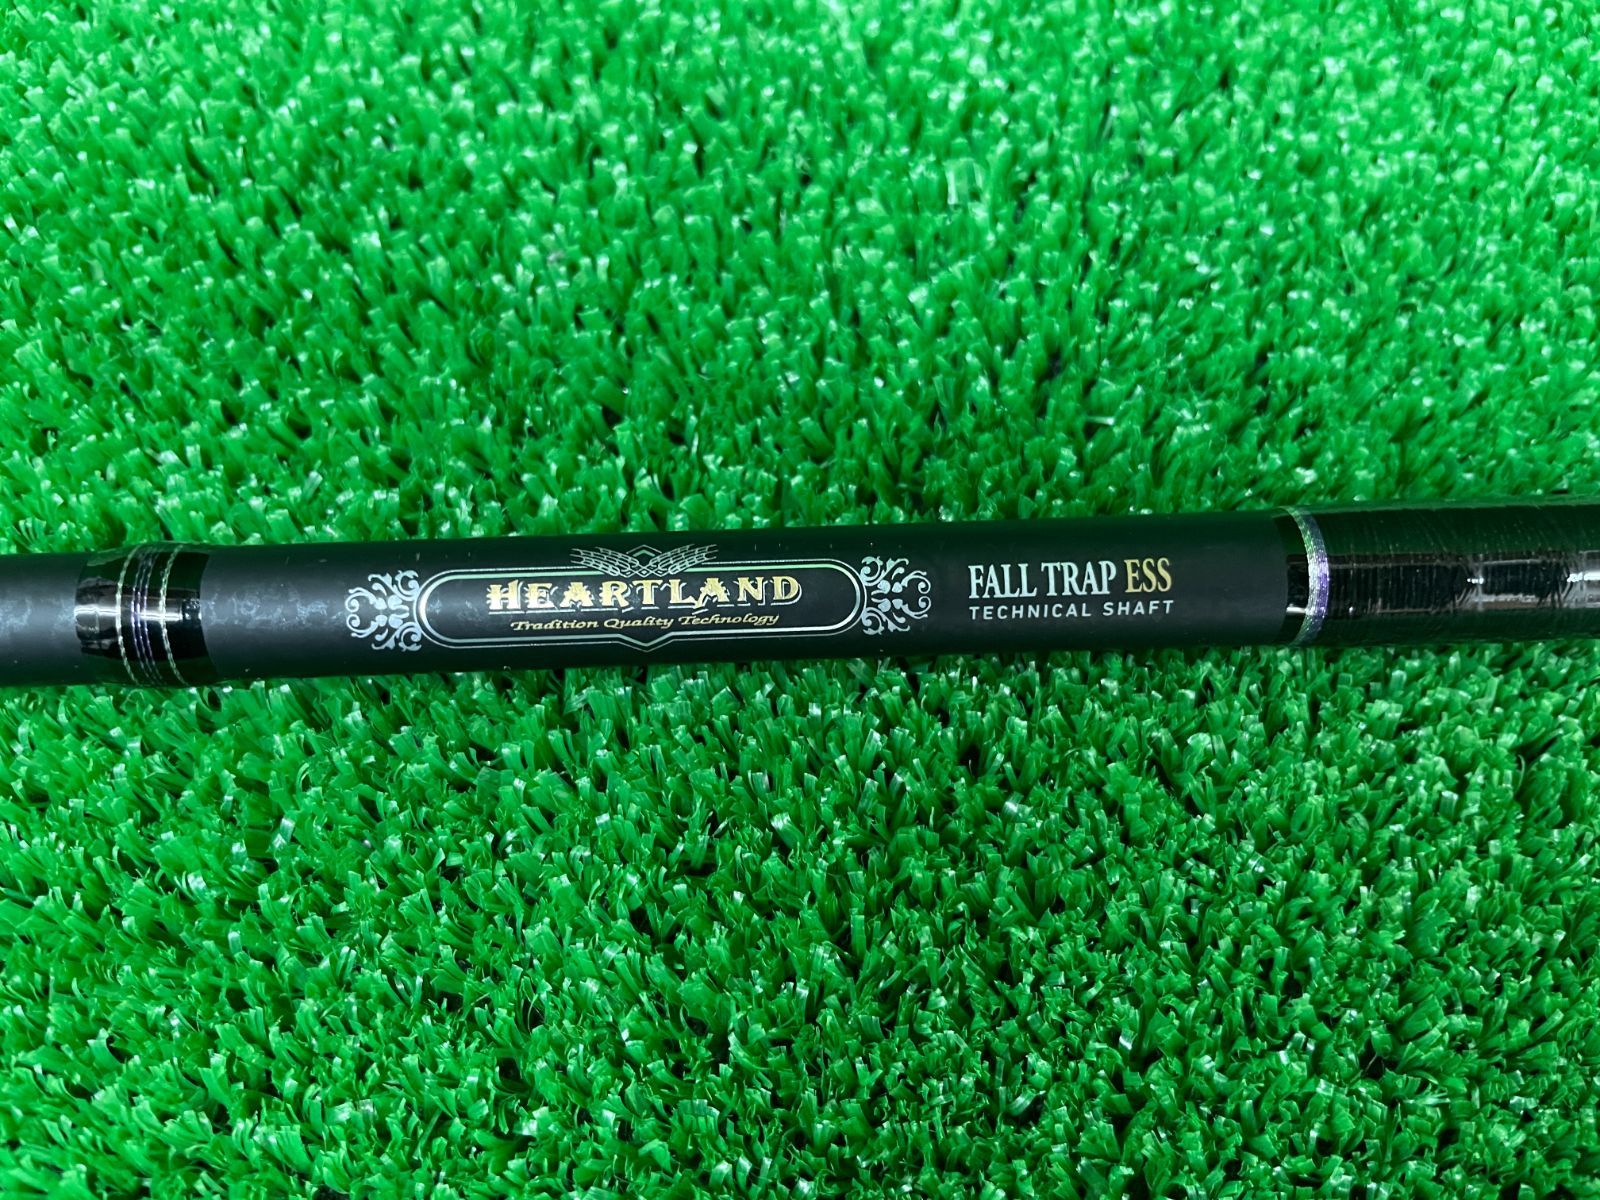 HEARTLAND
Tradition Quality Technology
FALL TRAP ESS
TECHNICAL SHAFT